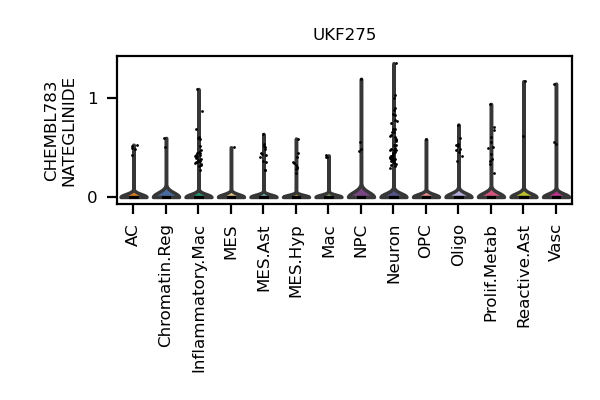 UKF275
CHEMBL783
NATEGLINIDE
1
0
AC
Chromatin.Reg
Inflammatory.Mac
MES
MES.Ast
MES.Hyp
Mac
NPC
Neuron
OPC
Oligo
Prolif.Metab
Reactive.Ast
Vasc